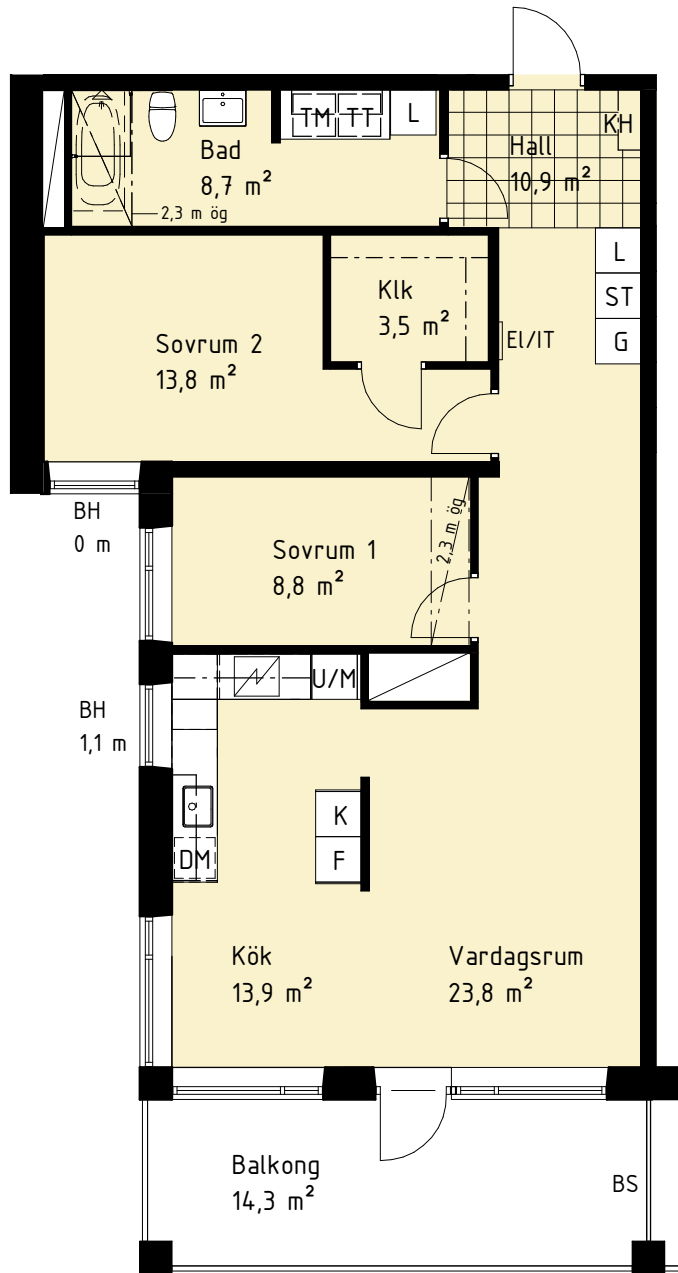 TM
TT
L
KH
Hall
10,9 m²
Bad
8,7 m²
2,3 m ög
L
ST
G
Klk
3,5 m²
El/IT
Sovrum 2
13,8 m²
BH
0 m
2,3 m ög
Sovrum 1
8,8 m²
U/M
BH
1,1 m
K
F
DM
Kök
13,9 m²
Vardagsrum
23,8 m²
Balkong
14,3 m²
BS